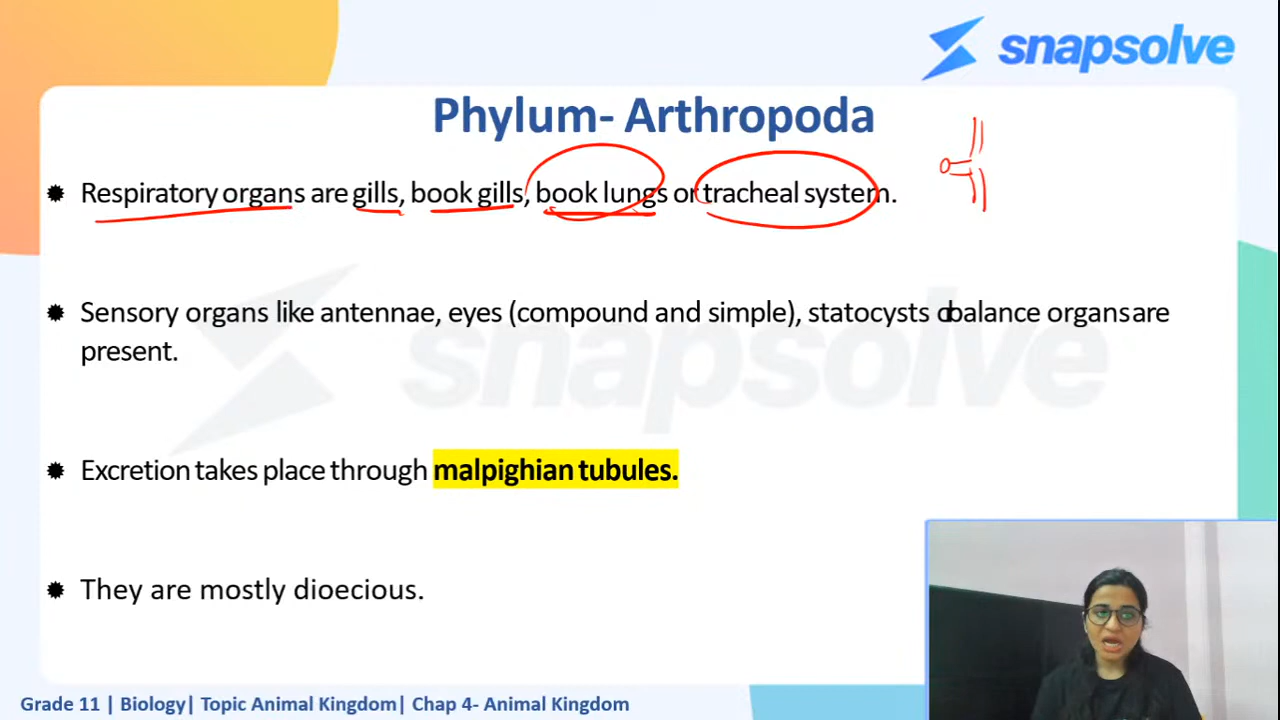 snapsolve
Phylum- Arthropoda
Respiratory organs are gills, book gills, book lungs or tracheal system.
Sensory organs like antennae, eyes (compound and simple), statocysts balance organs are
present.
Excretion takes place through malpighian tubules.
They are mostly dioecious.
snapsolve
Grade 11 | Biology| Topic Animal Kingdom| Chap 4- Animal Kingdom